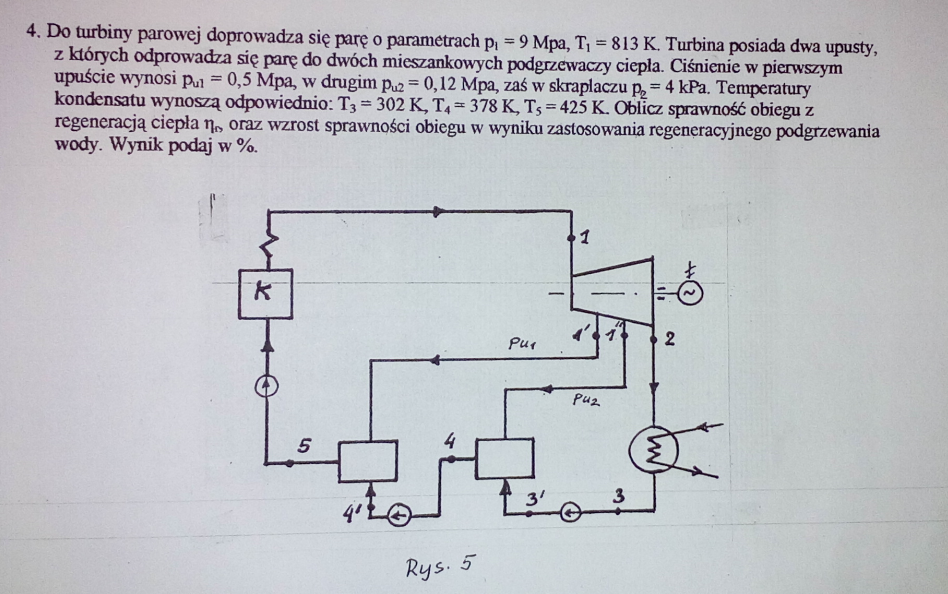 4. Do turbiny parowej doprowadza się parę o parametrach p₁ = 9 Mpa, T₁ = 813 K. Turbina posiada dwa upusty,
z których odprowadza się parę do dwóch mieszankowych podgrzewaczy ciepła. Ciśnienie w pierwszym
upuście wynosi pᵤ₁ = 0,5 Mpa, w drugim pᵤ₂ = 0,12 Mpa, zaś w skraplaczu p₂ = 4 kPa. Temperatury
kondensatu wynoszą odpowiednio: T₃ = 302 K, T₄ = 378 K, T₅ = 425 K. Oblicz sprawność obiegu z
regeneracją ciepła ηᵣ, oraz wzrost sprawności obiegu w wyniku zastosowania regeneracyjnego podgrzewania
wody. Wynik podaj w %.
1
K
~
1' 1"
2
Pu1
Pu2
5
4
3'
3
4'
Rys. 5